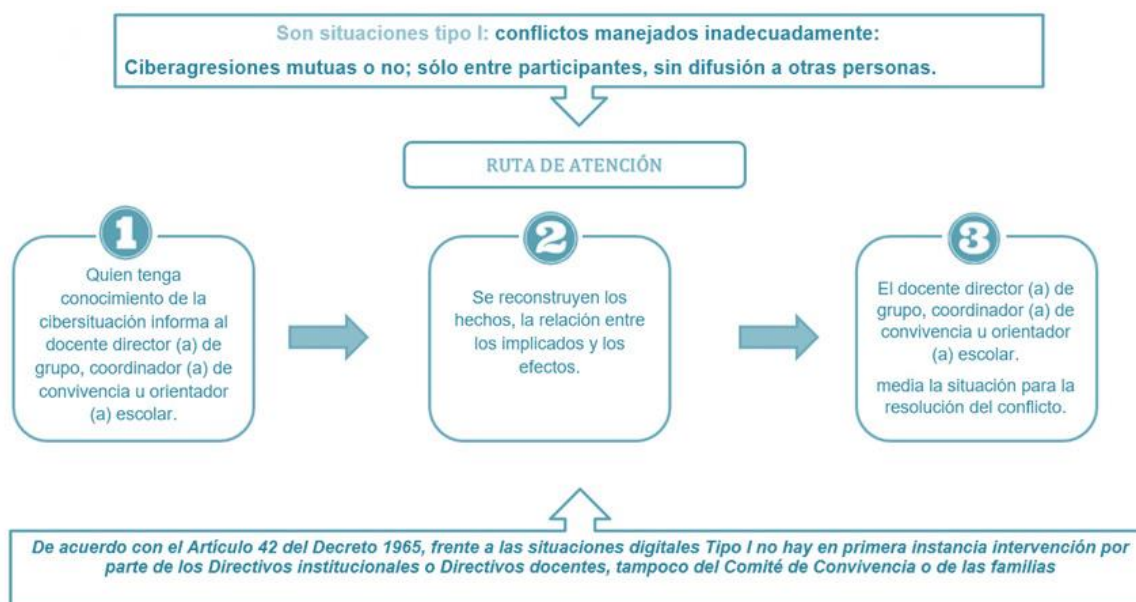 Son situaciones tipo I: conflictos manejados inadecuadamente:
Ciberagresiones mutuas o no; sólo entre participantes, sin difusión a otras personas.
RUTA DE ATENCIÓN
1
Quien tenga
conocimiento de la
cibersituación informa al
docente director (a) de
grupo, coordinador (a) de
convivencia u orientador
(a) escolar.
2
Se reconstruyen los
hechos, la relación entre
los implicados y los
efectos.
3
El docente director (a) de
grupo, coordinador (a) de
convivencia u orientador
(a) escolar.
media la situación para la
resolución del conflicto.
De acuerdo con el Artículo 42 del Decreto 1965, frente a las situaciones digitales Tipo I no hay en primera instancia intervención por
parte de los Directivos institucionales o Directivos docentes, tampoco del Comité de Convivencia o de las familias